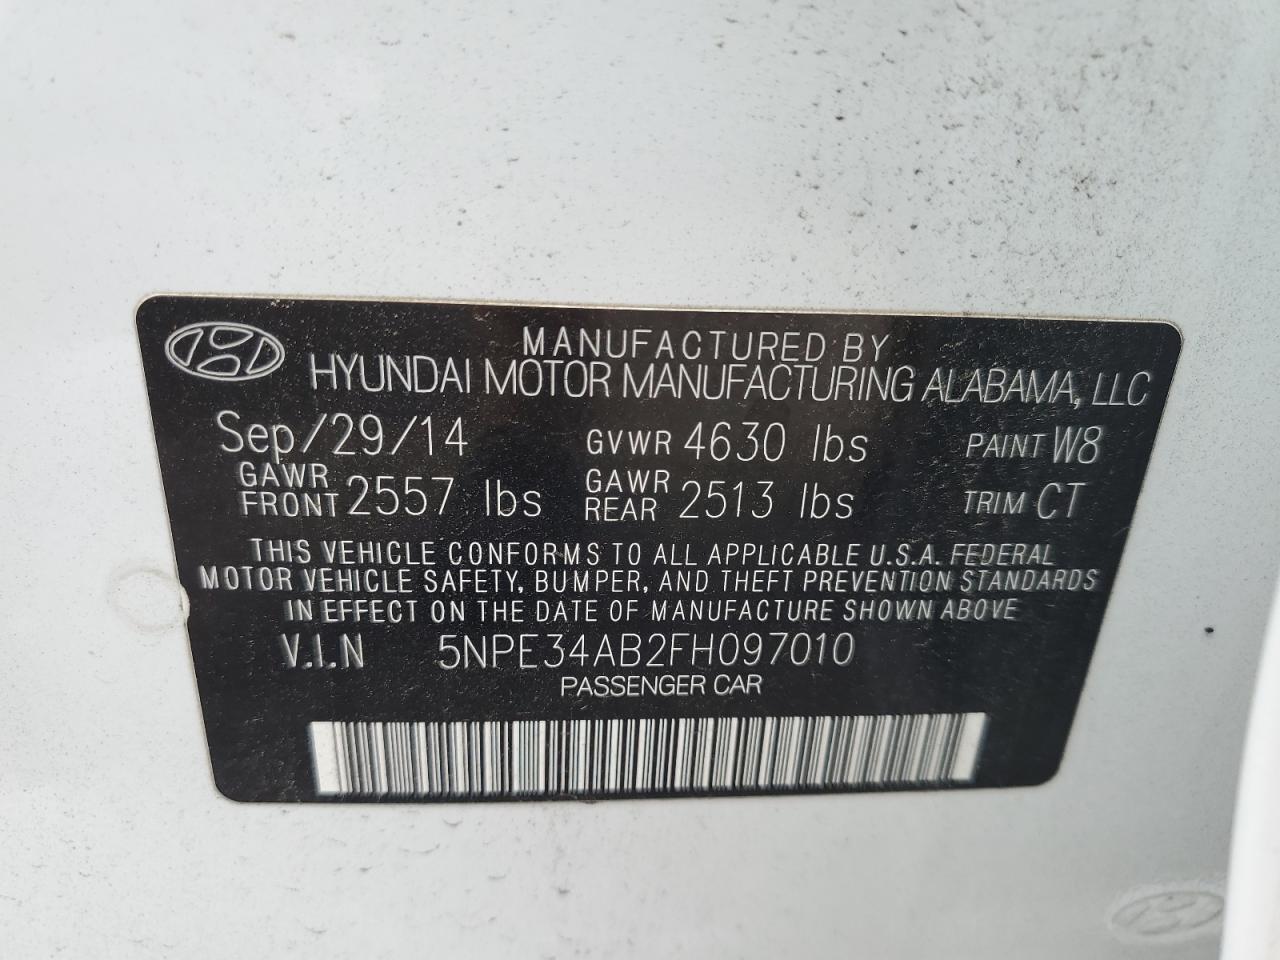 MANUFACTURED BY
HYUNDAI MOTOR MANUFACTURING ALABAMA, LLC
Sep/29/14 GVWR 4630 lbs PAINT W8
GAWR FRONT 2557 lbs GAWR REAR 2513 lbs TRIM CT
THIS VEHICLE CONFORMS TO ALL APPLICABLE U.S.A. FEDERAL
MOTOR VEHICLE SAFETY, BUMPER, AND THEFT PREVENTION STANDARDS
IN EFFECT ON THE DATE OF MANUFACTURE SHOWN ABOVE
V.I.N 5NPE34AB2FH097010
PASSENGER CAR